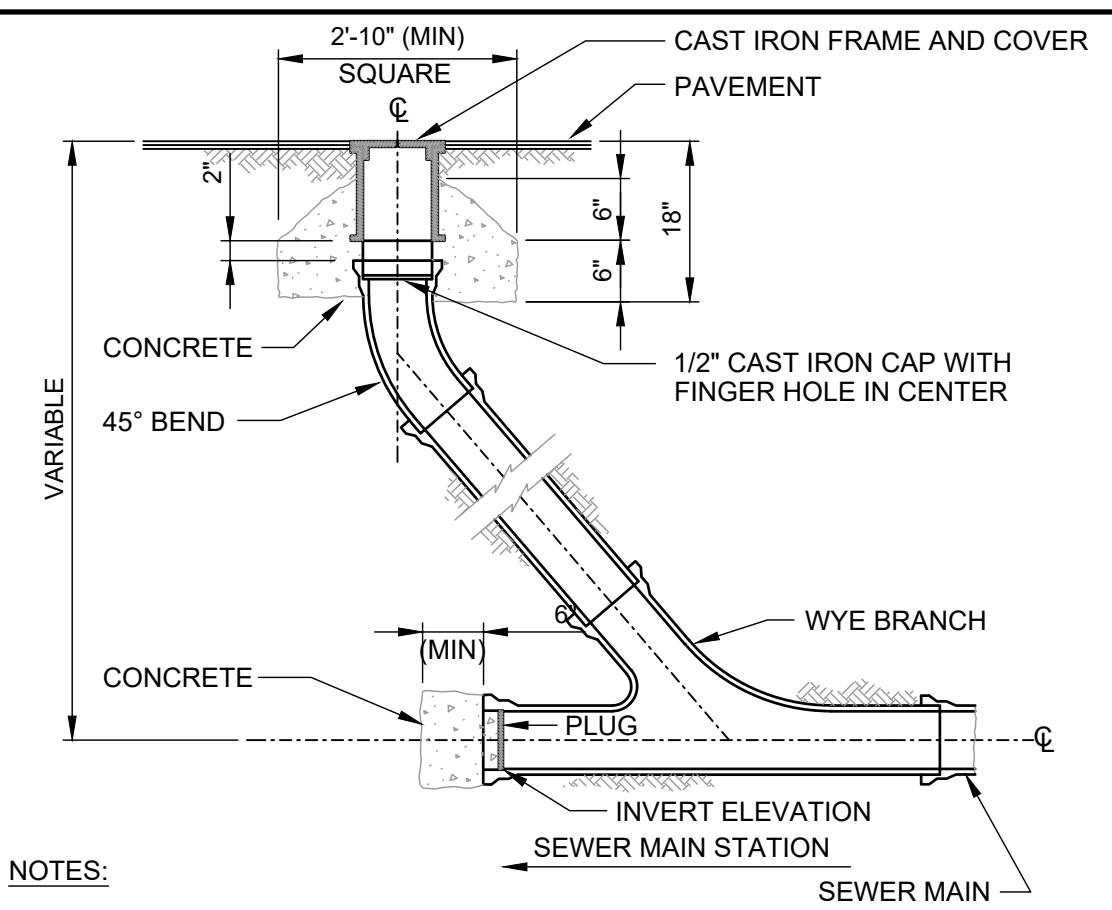 2'-10" (MIN)
SQUARE
℄
CAST IRON FRAME AND COVER
PAVEMENT
2"
6"
18"
6"
CONCRETE
1/2" CAST IRON CAP WITH
FINGER HOLE IN CENTER
45° BEND
VARIABLE
6"
(MIN)
WYE BRANCH
CONCRETE
PLUG
℄
INVERT ELEVATION
SEWER MAIN STATION
NOTES:
SEWER MAIN